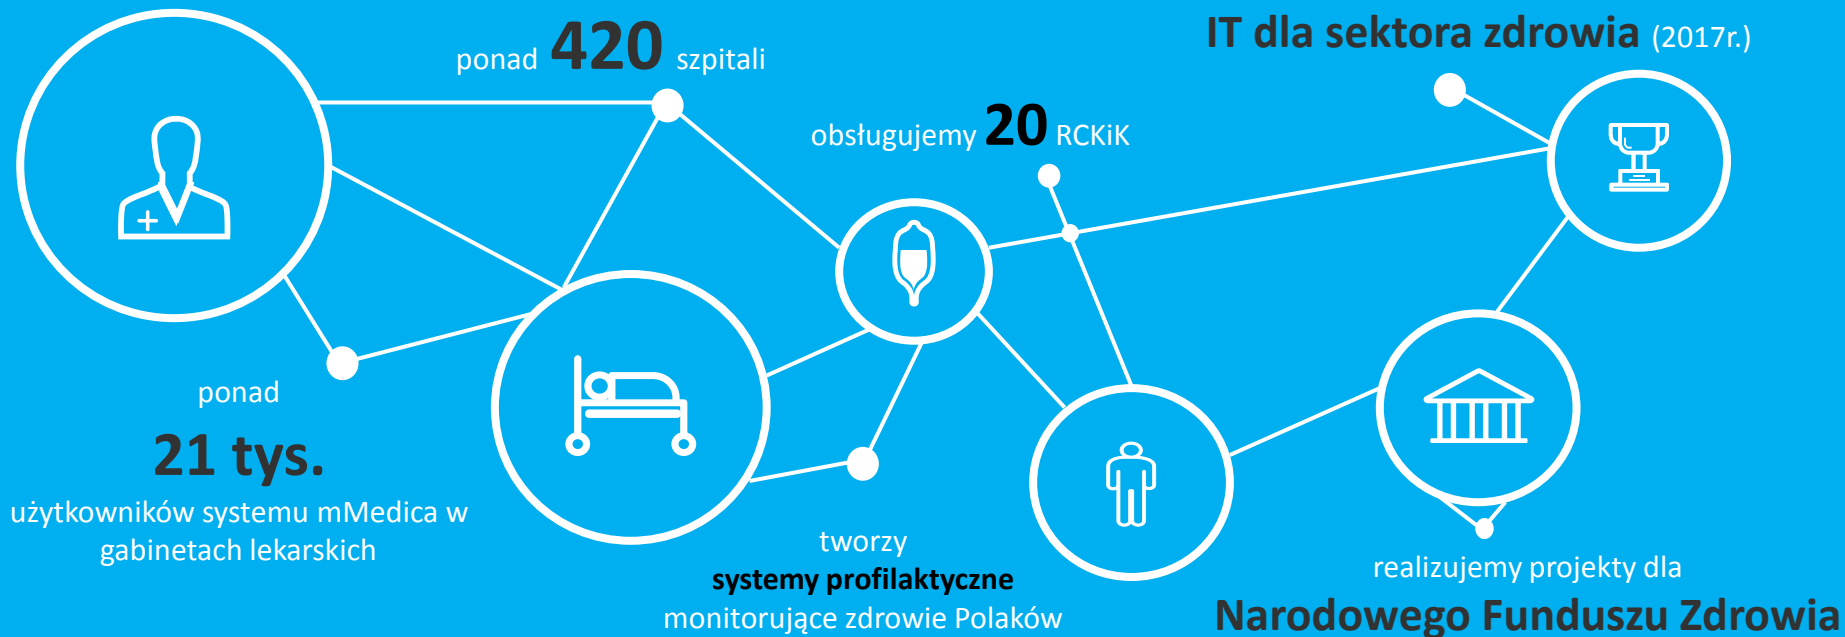 ponad 420 szpitali
IT dla sektora zdrowia (2017r.)
obsługujemy 20 RCKiK
ponad
21 tys.
użytkowników systemu mMedica w
gabinetach lekarskich
tworzy
systemy profilaktyczne
monitorujące zdrowie Polaków
realizujemy projekty dla
Narodowego Funduszu Zdrowia